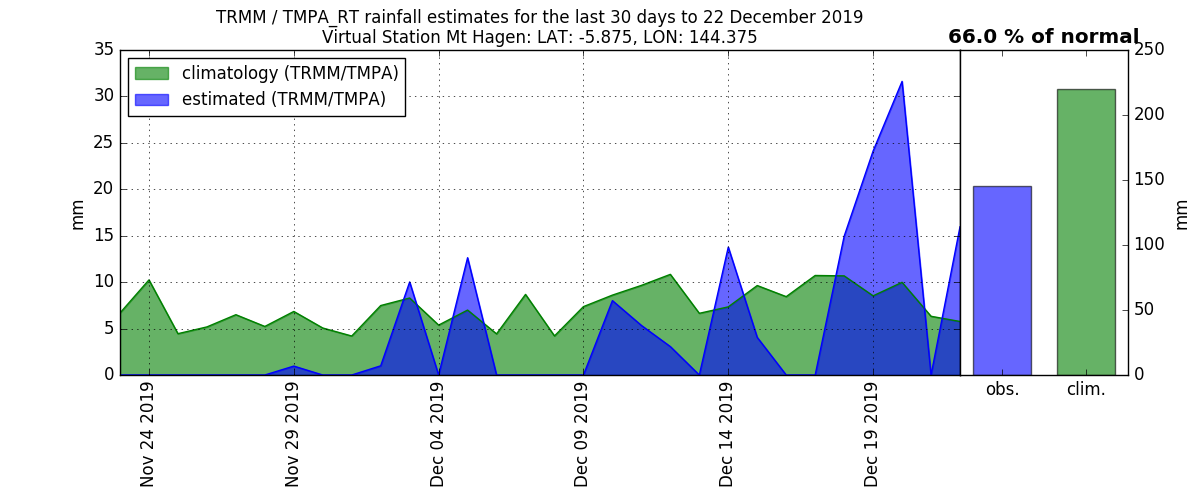 TRMM / TMPA_RT rainfall estimates for the last 30 days to 22 December 2019
Virtual Station Mt Hagen: LAT: -5.875, LON: 144.375
66.0 % of normal
climatology (TRMM/TMPA)
estimated (TRMM/TMPA)
35
30
25
20
15
10
5
0
mm
Nov 24 2019
Nov 29 2019
Dec 04 2019
Dec 09 2019
Dec 14 2019
Dec 19 2019
obs.
clim.
250
200
150
100
50
0
mm